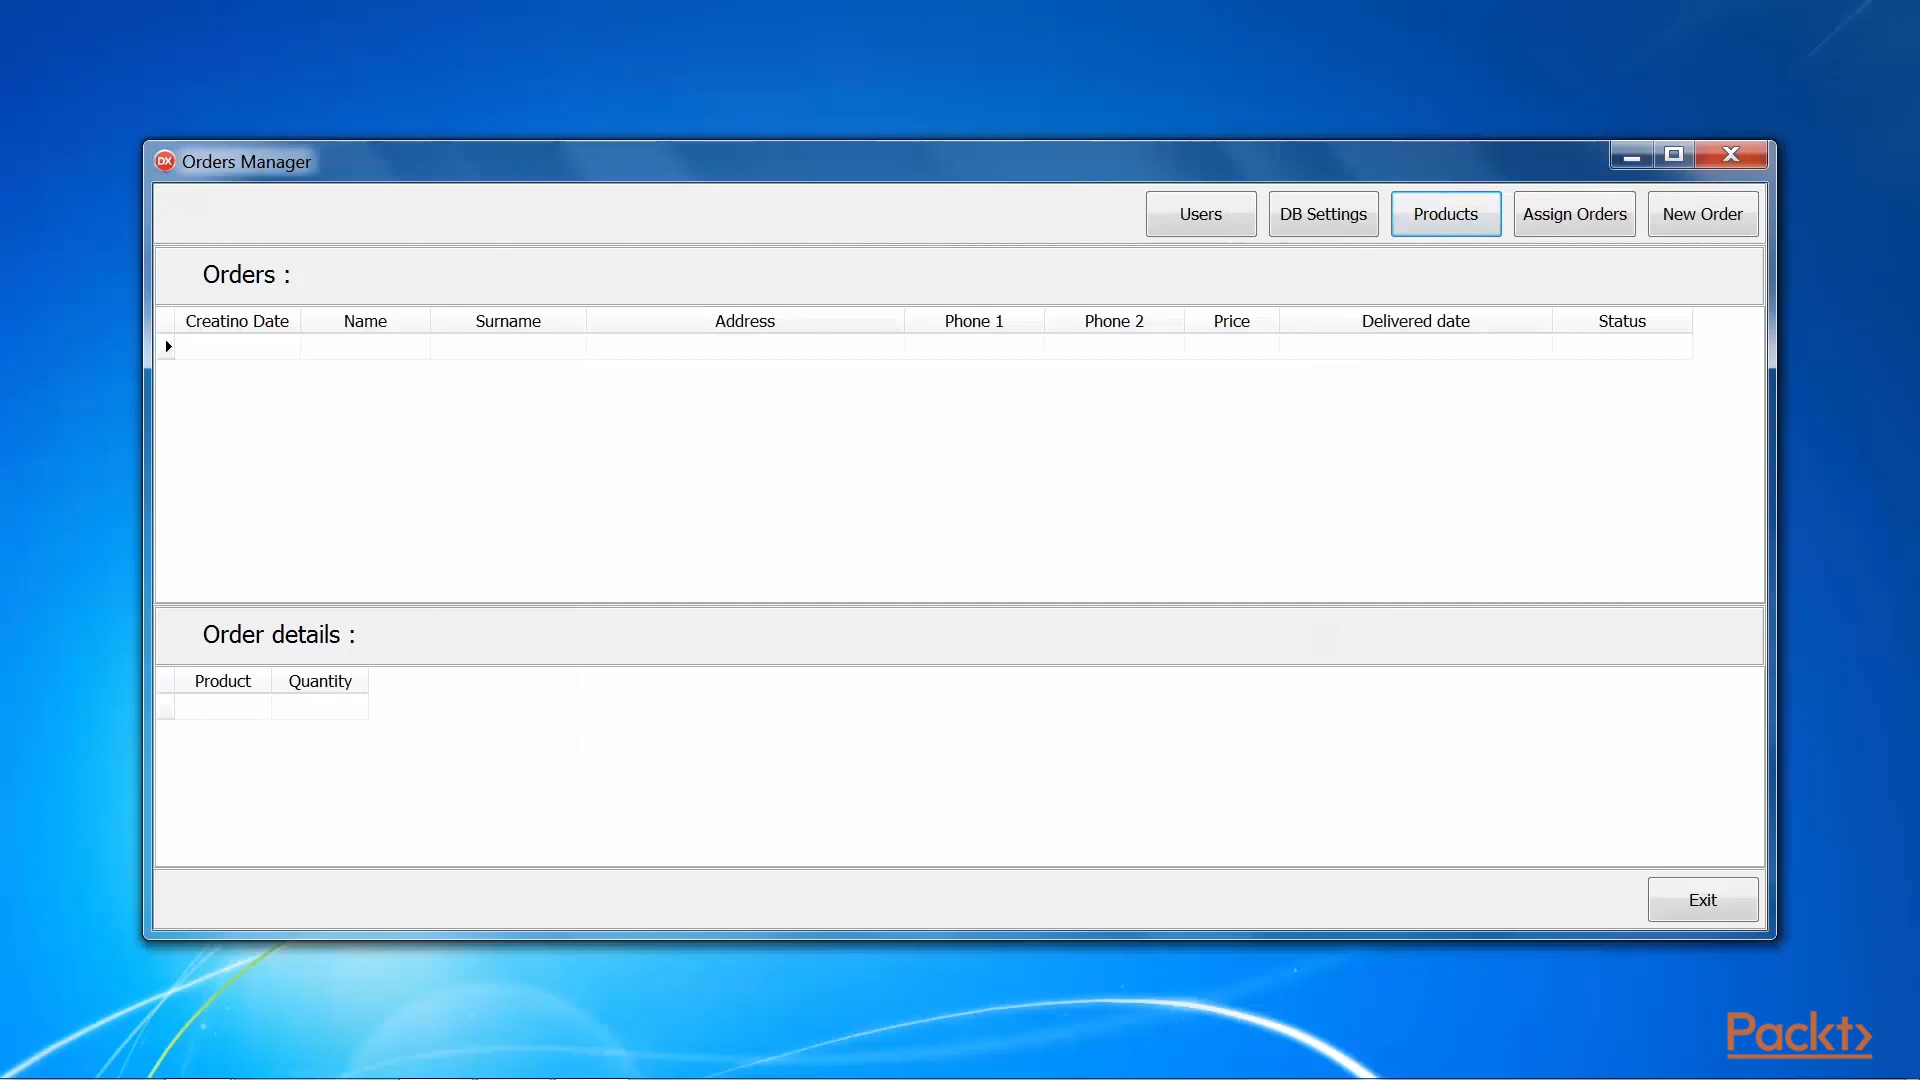 DX Orders Manager
Users DB Settings Products Assign Orders New Order
Orders :
Creatino Date Name Surname Address Phone 1 Phone 2 Price Delivered date Status
Order details :
Product Quantity
Exit
Packt